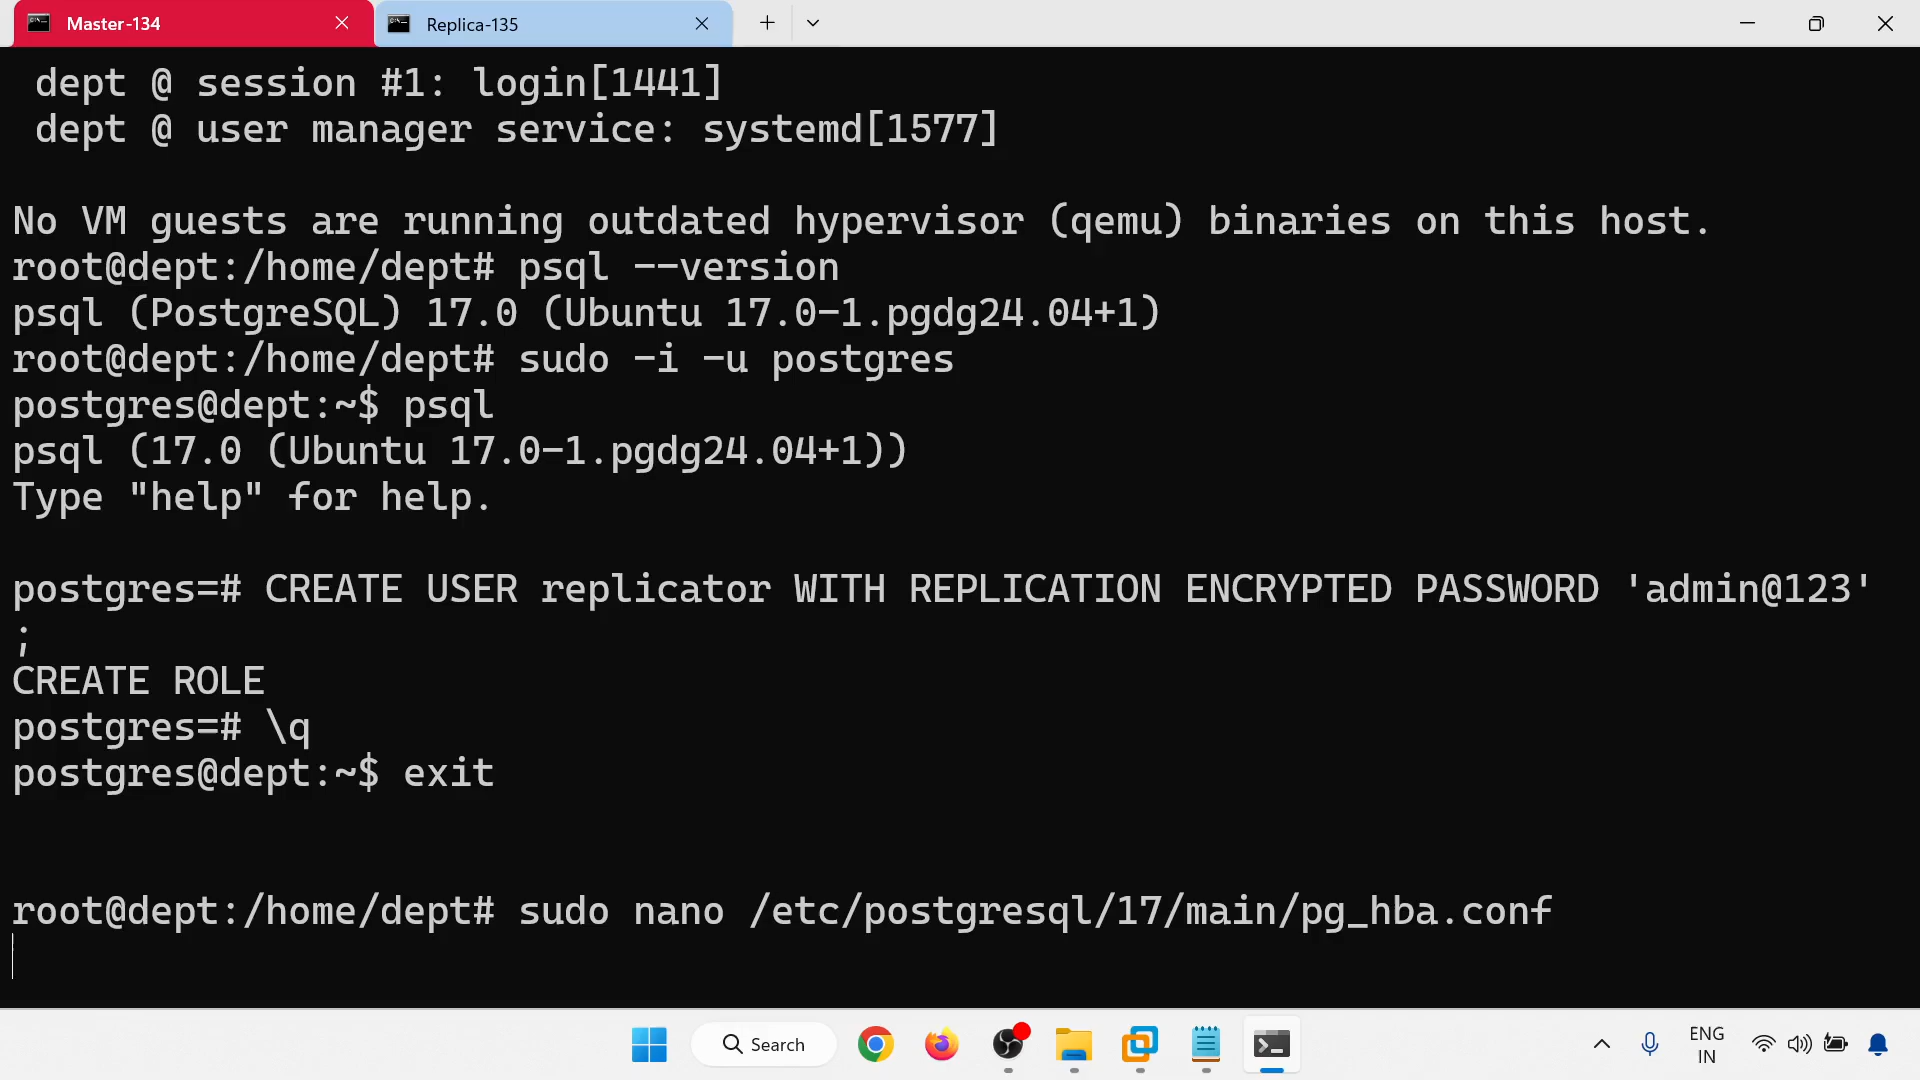 Master-134
Replica-135
dept @ session #1: login[1441]
dept @ user manager service: systemd[1577]
No VM guests are running outdated hypervisor (qemu) binaries on this host.
root@dept:/home/dept# psql --version
psql (PostgreSQL) 17.0 (Ubuntu 17.0-1.pgdg24.04+1)
root@dept:/home/dept# sudo -i -u postgres
postgres@dept:~$ psql
psql (17.0 (Ubuntu 17.0-1.pgdg24.04+1))
Type "help" for help.
postgres=# CREATE USER replicator WITH REPLICATION ENCRYPTED PASSWORD 'admin@123'
;
CREATE ROLE
postgres=# \q
postgres@dept:~$ exit
root@dept:/home/dept# sudo nano /etc/postgresql/17/main/pg_hba.conf
Search
ENG
IN